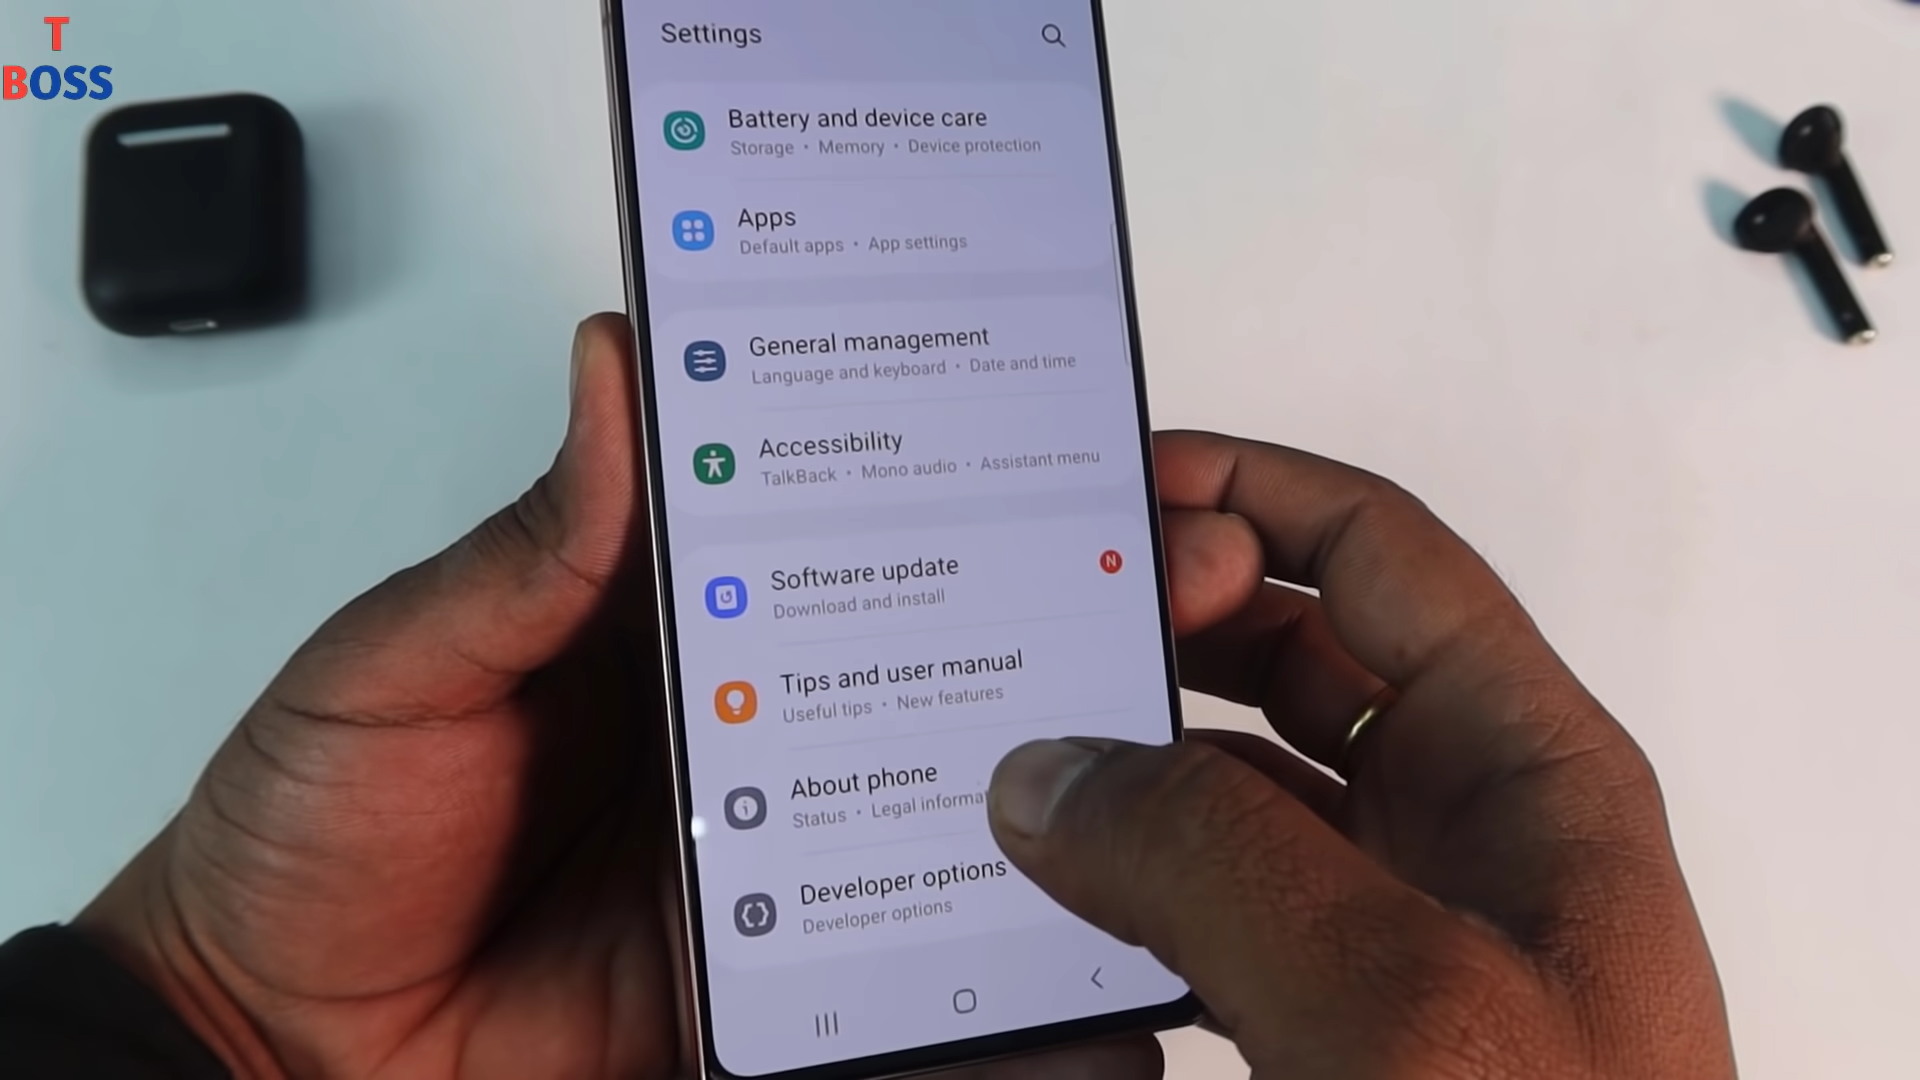 T
BOSS
Settings
Battery and device care
Storage • Memory • Device protection
Apps
Default apps • App settings
General management
Language and keyboard • Date and time
Accessibility
TalkBack • Mono audio • Assistant menu
Software update
N
Download and install
Tips and user manual
Useful tips • New features
About phone
Status • Legal informa
Developer options
Developer options